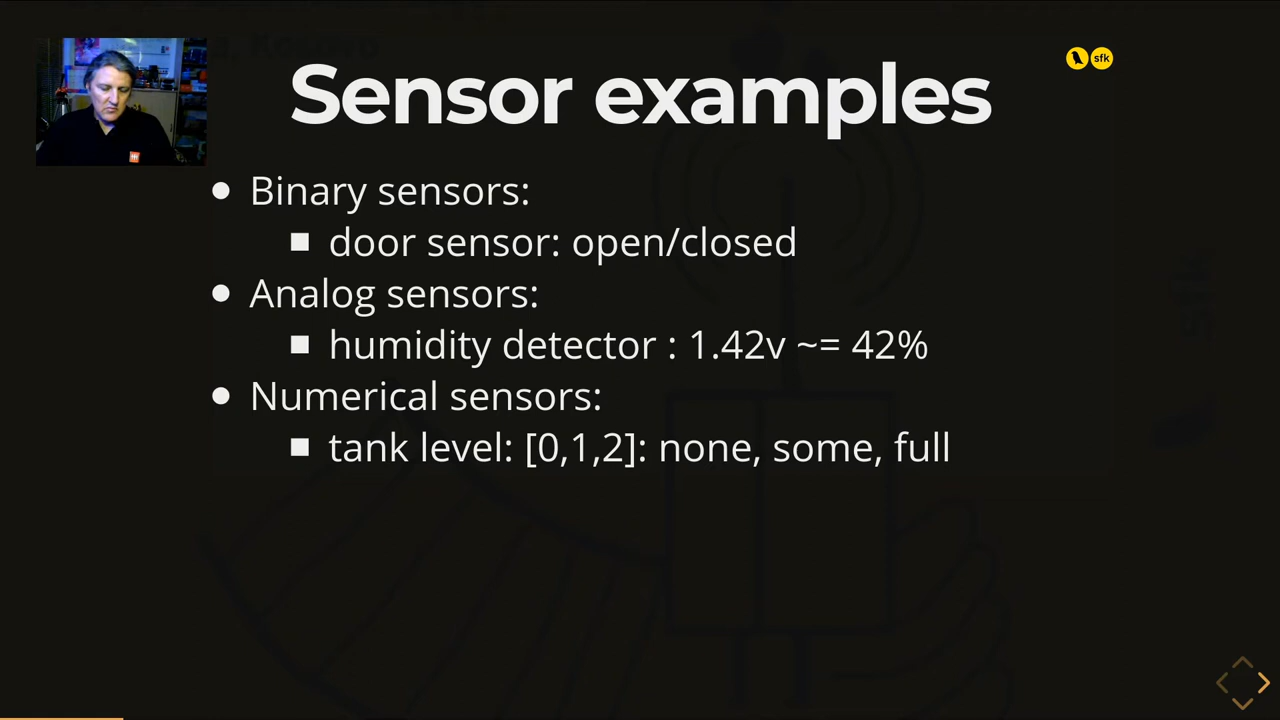 , Kosovo
Sensor examples
sfk
Binary sensors:
door sensor: open/closed
Analog sensors:
humidity detector : 1.42v ~= 42%
Numerical sensors:
tank level: [0,1,2]: none, some, full